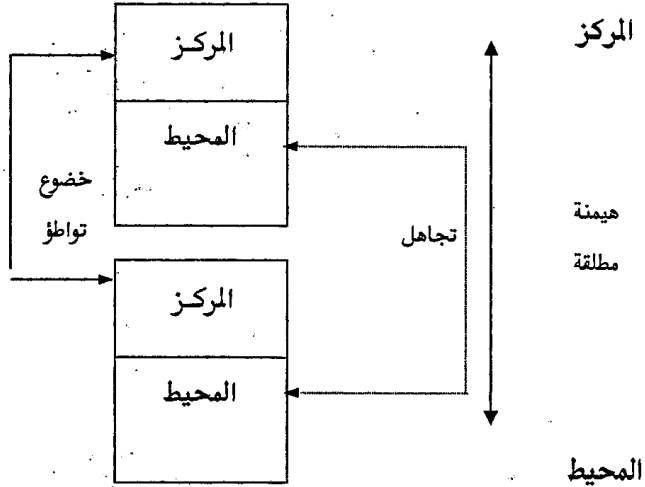 المركز
المركز
المحيط
خضوع
تواطؤ
تجاهل
هيمنة
مطلقة
المركز
المحيط
المحيط